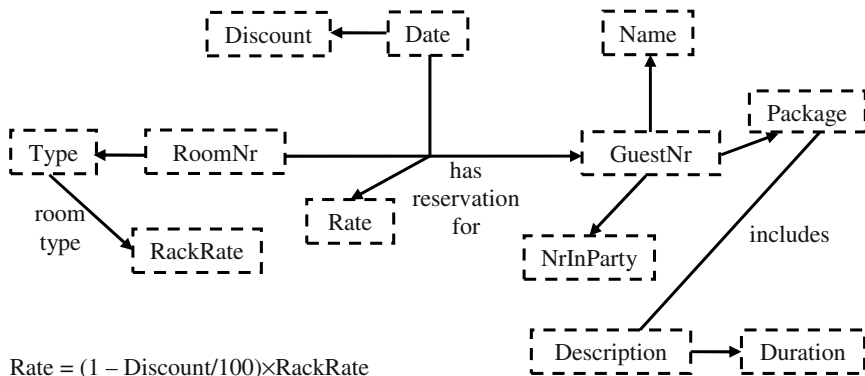 Discount
Date
Name
Package
Type
RoomNr
GuestNr
has
reservation
for
room
type
Rate
RackRate
NrInParty
includes
Description
Duration
Rate = (1 – Discount/100)×RackRate